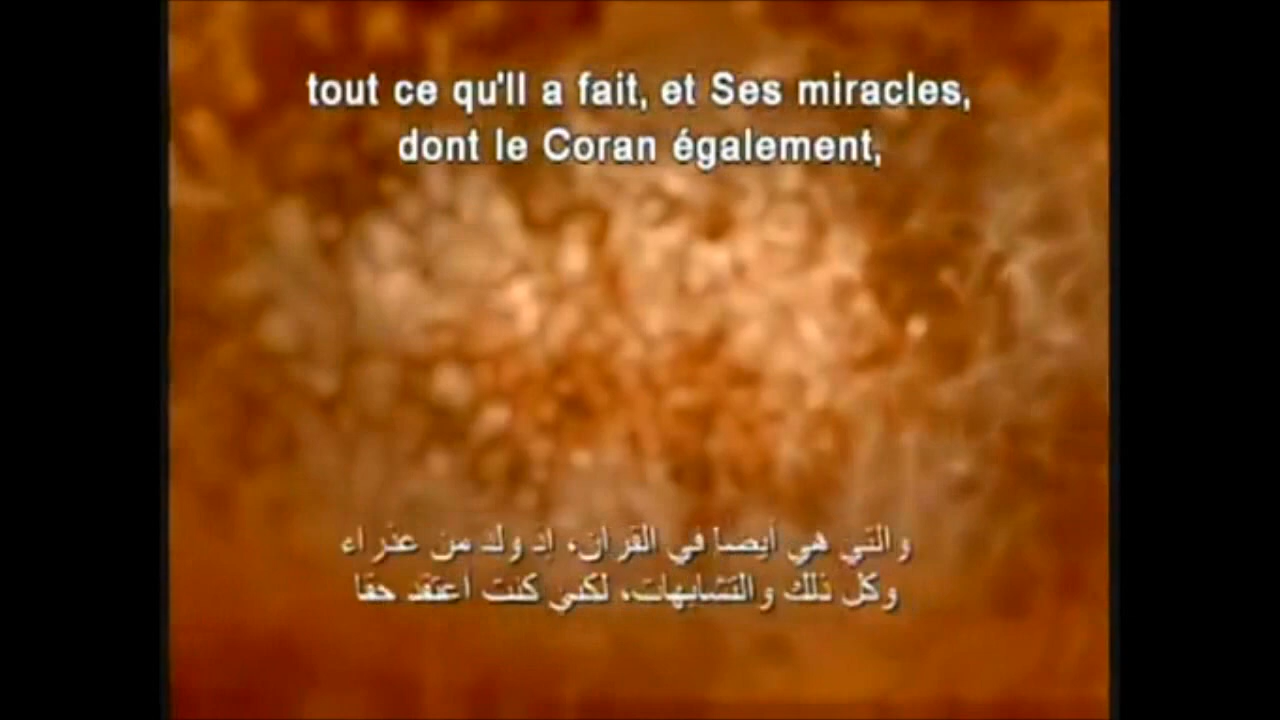 tout ce qu'Il a fait, et Ses miracles,
dont le Coran également,
والتي هي أيضا في القرآن، إذ ولد من عذراء
وكل ذلك والتشابهات، لكني كنت أعتقد حقا